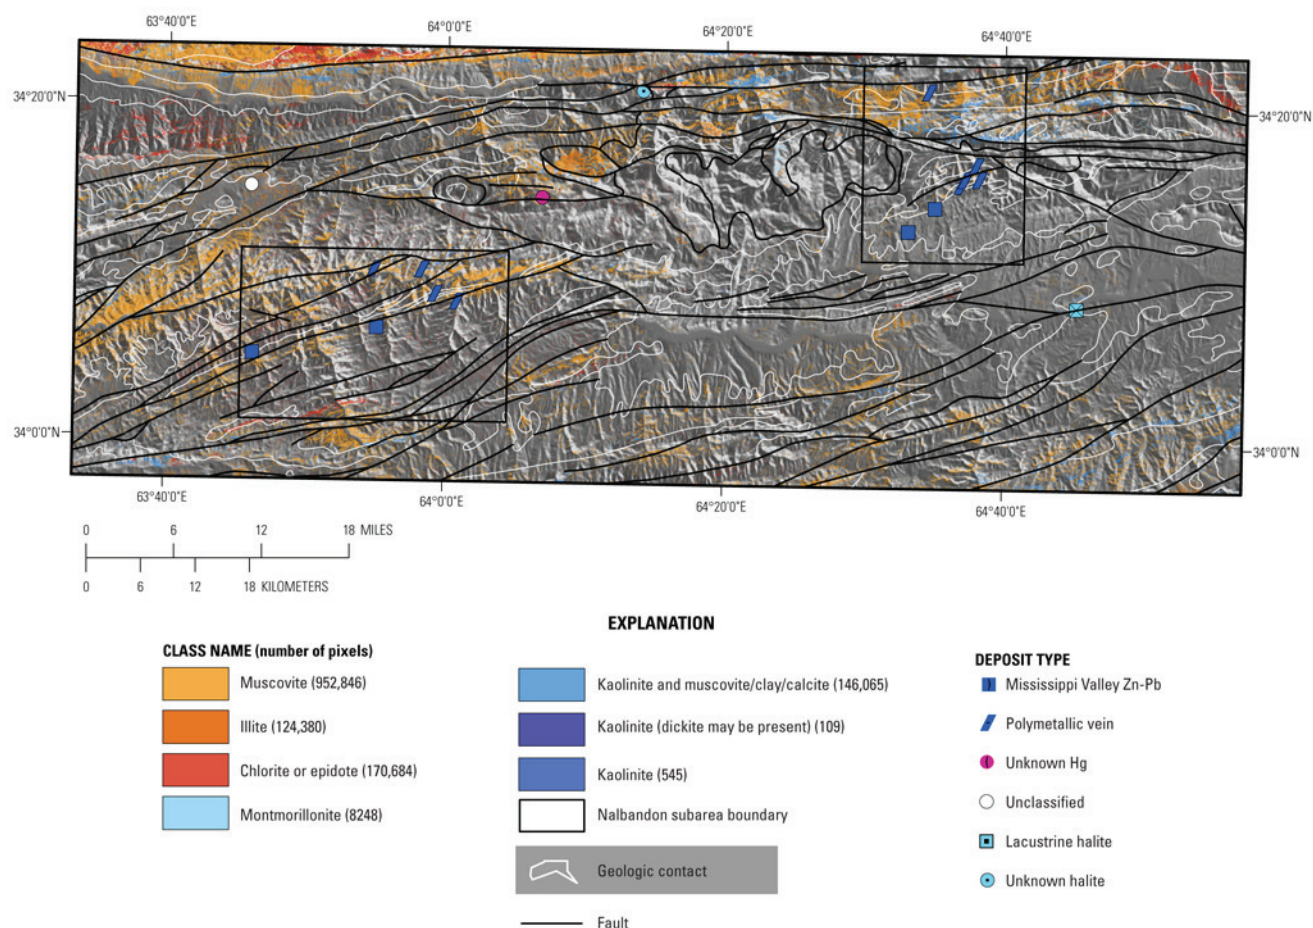 63°40'0"E
64°0'0"E
64°20'0"E
64°40'0"E
34°20'0"N
34°20'0"N
34°0'0"N
34°0'0"N
63°40'0"E
64°0'0"E
64°20'0"E
64°40'0"E
0 6 12 18 MILES
0 6 12 18 KILOMETERS
EXPLANATION
CLASS NAME (number of pixels)
Muscovite (952,846)
Illite (124,380)
Chlorite or epidote (170,684)
Montmorillonite (8248)
Kaolinite and muscovite/clay/calcite (146,065)
Kaolinite (dickite may be present) (109)
Kaolinite (545)
Nalbandon subarea boundary
Geologic contact
Fault
DEPOSIT TYPE
Mississippi Valley Zn-Pb
Polymetallic vein
Unknown Hg
Unclassified
Lacustrine halite
Unknown halite